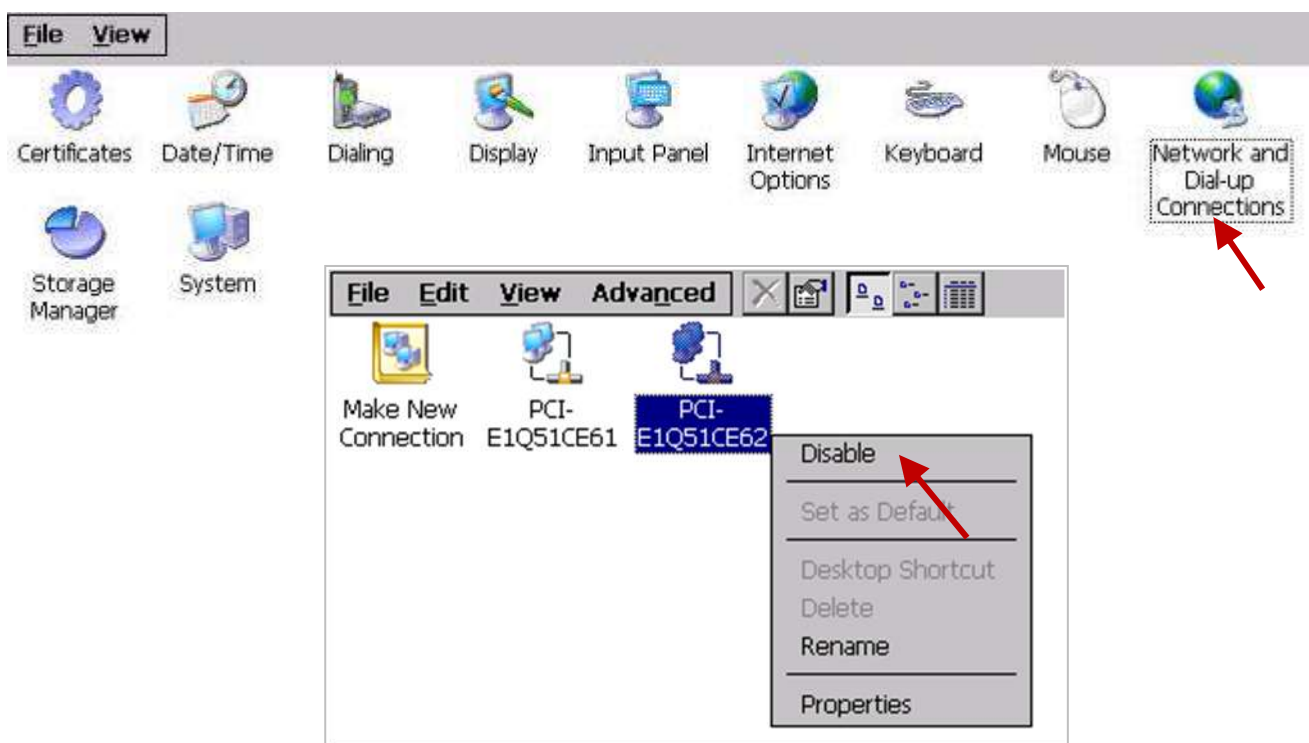 File View
Certificates Date/Time Dialing Display Input Panel Internet Options Keyboard Mouse Network and Dial-up Connections
Storage Manager System
File Edit View Advanced
Make New Connection PCI-E1Q51CE61 PCI-E1Q51CE62
Disable
Set as Default
Desktop Shortcut
Delete
Rename
Properties